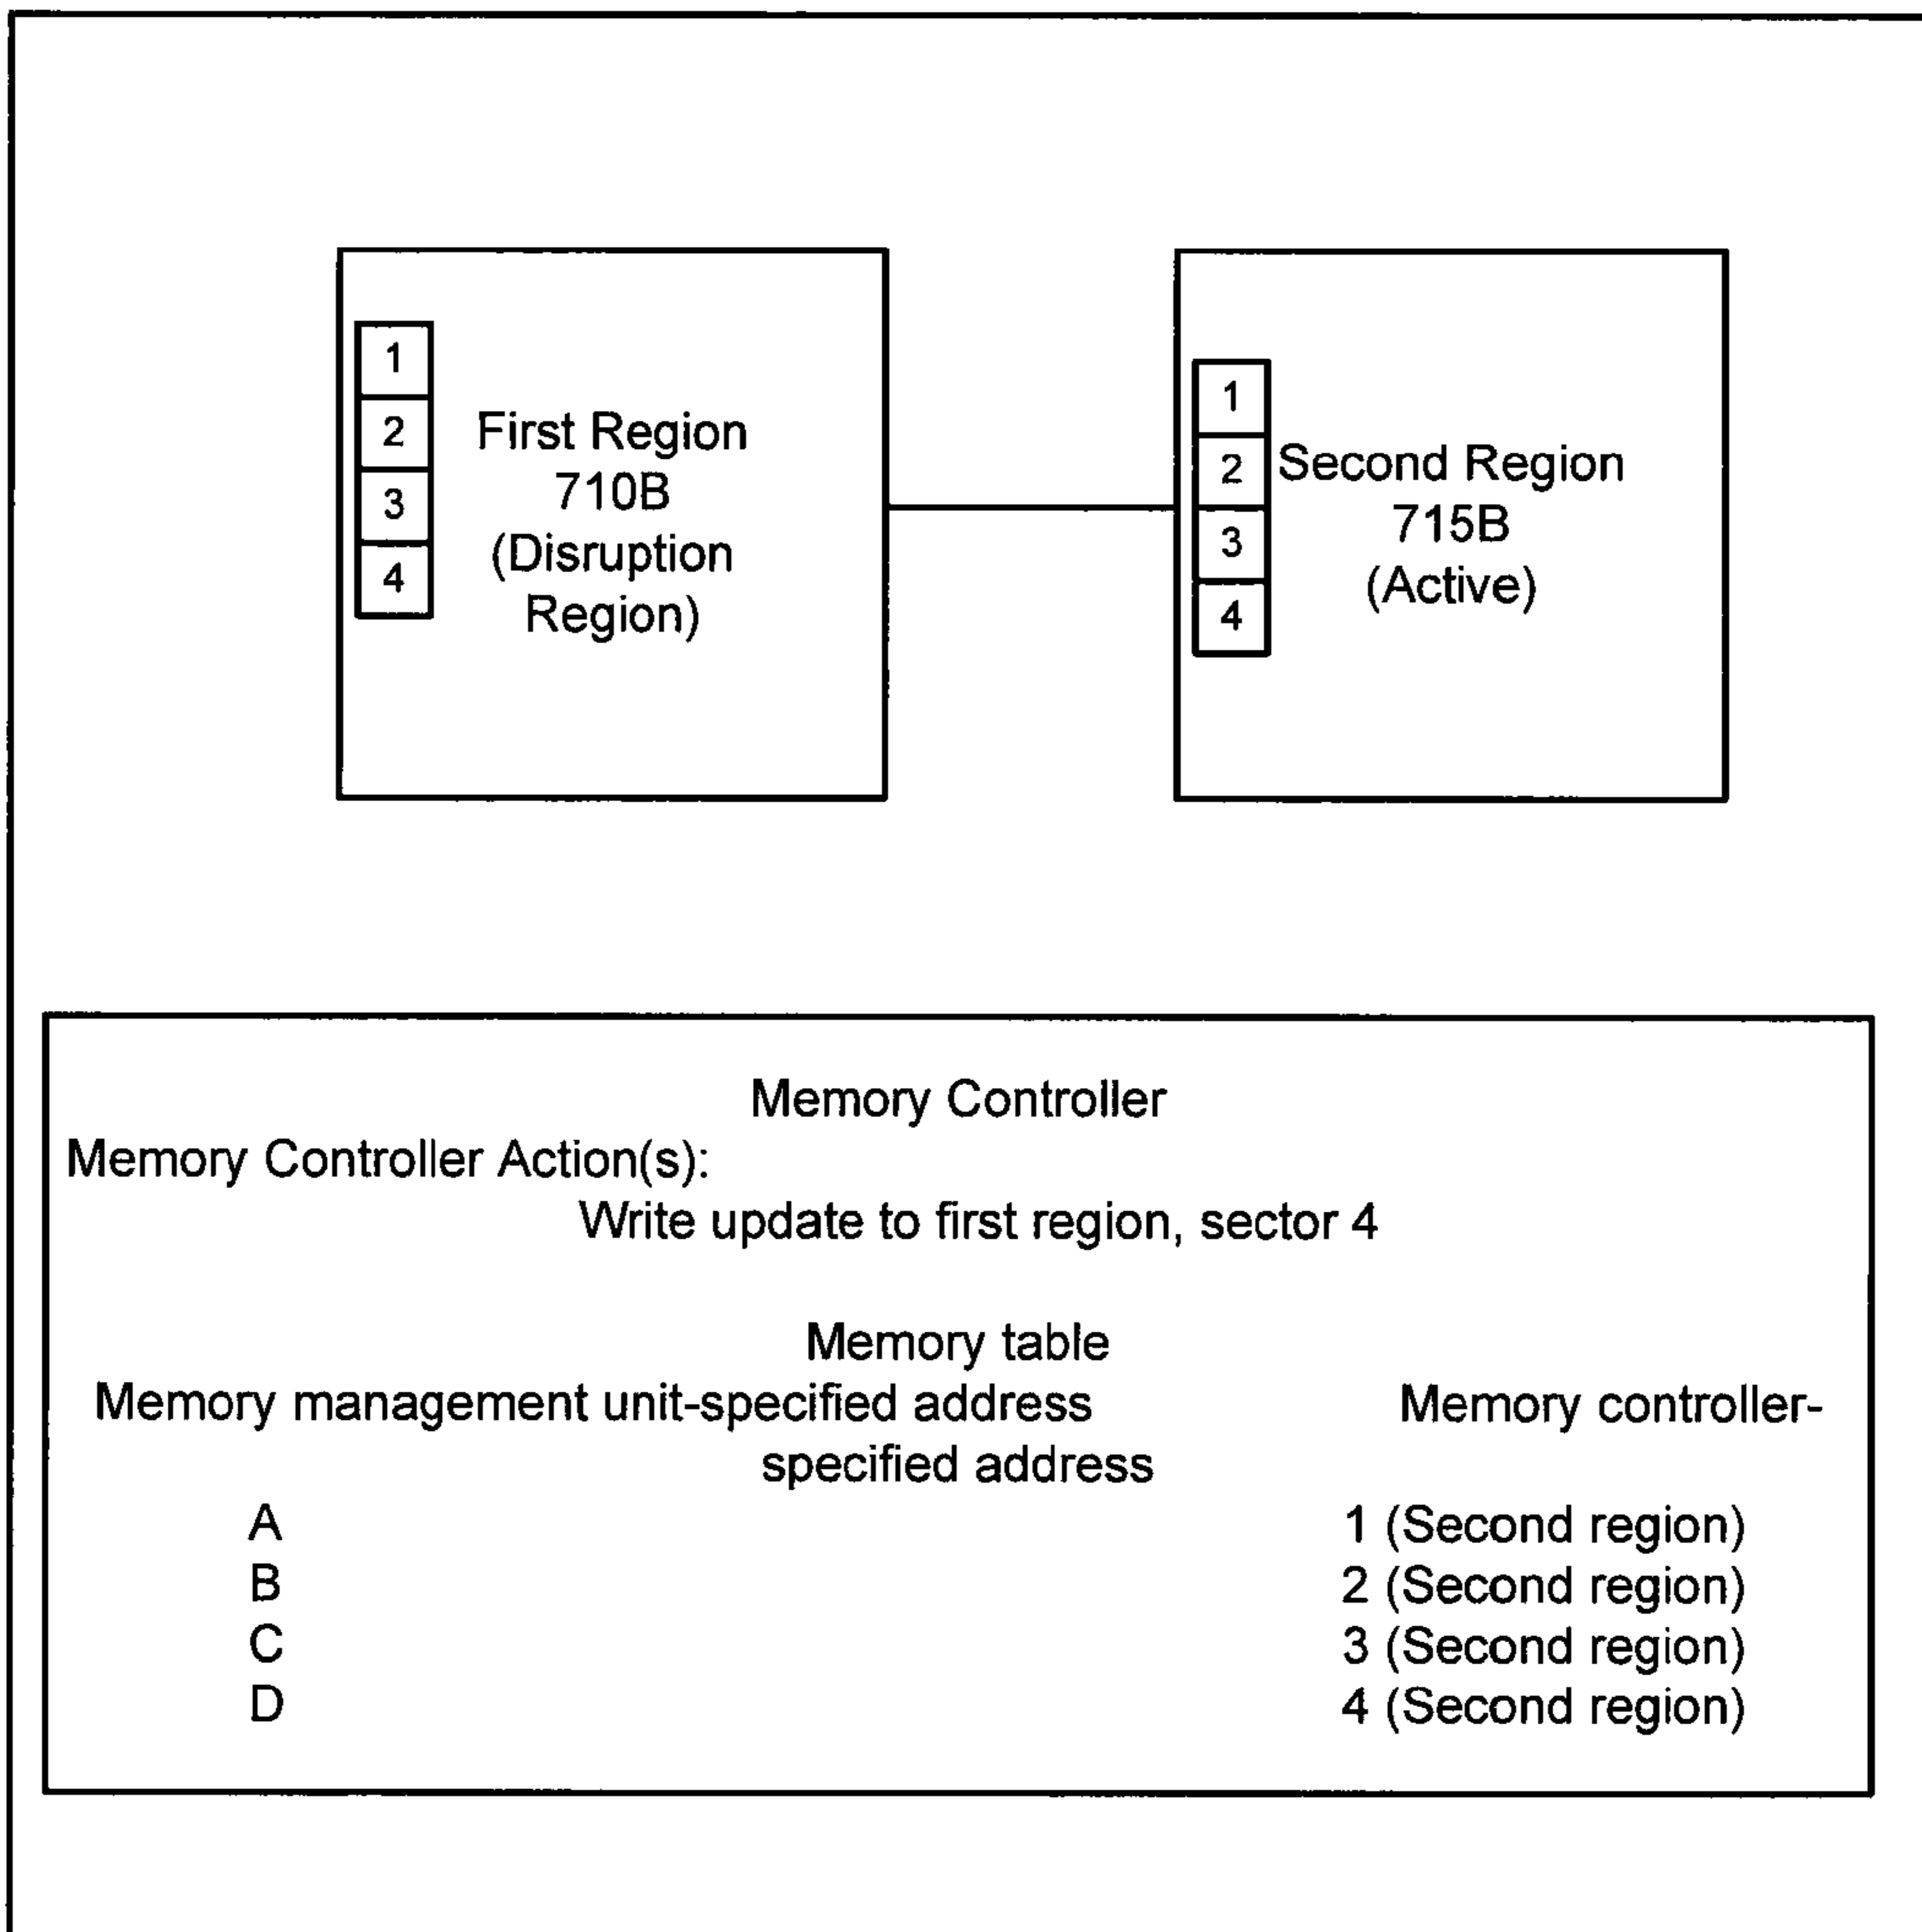 1
2
3
4
First Region
710B
(Disruption
Region)
1
2
3
4
Second Region
715B
(Active)
Memory Controller
Memory Controller Action(s):
Write update to first region, sector 4
Memory table
Memory management unit-specified address Memory controller-
specified address
A 1 (Second region)
B 2 (Second region)
C 3 (Second region)
D 4 (Second region)